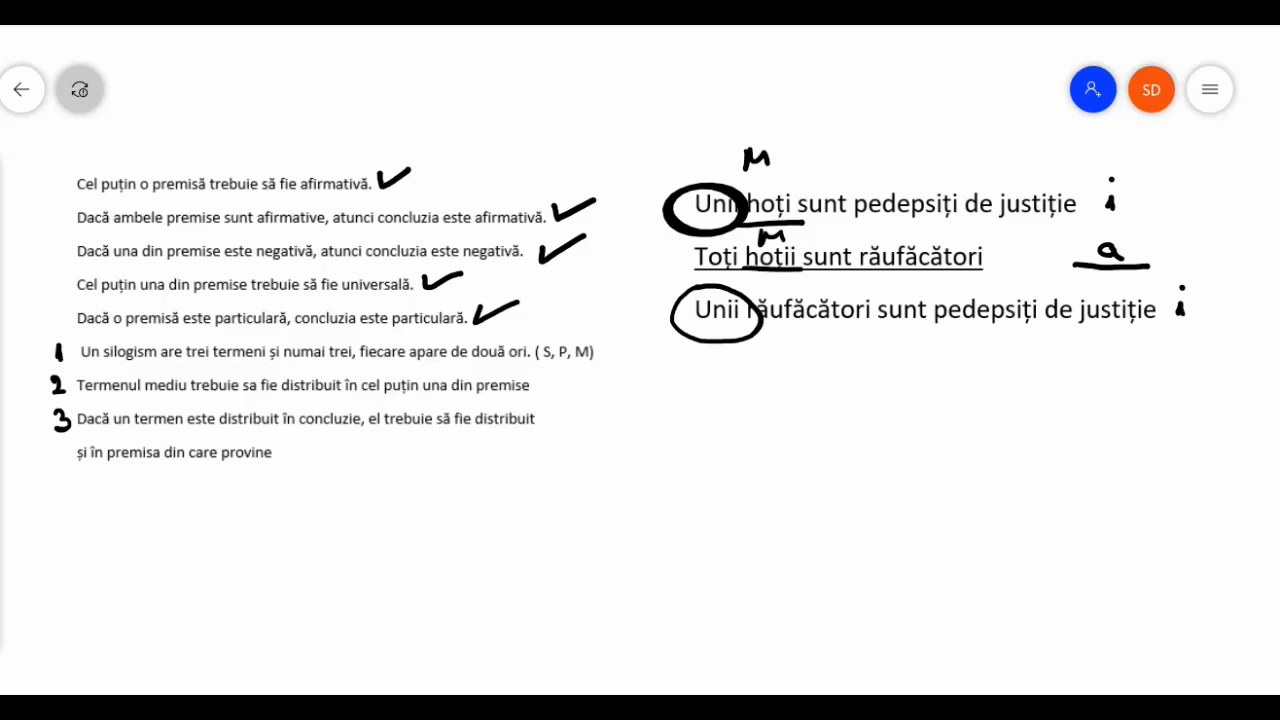 SD
Cel puțin o premisă trebuie să fie afirmativă.
Dacă ambele premise sunt afirmative, atunci concluzia este afirmativă.
Dacă una din premise este negativă, atunci concluzia este negativă.
Cel puțin una din premise trebuie să fie universală.
Dacă o premisă este particulară, concluzia este particulară.
1 Un silogism are trei termeni și numai trei, fiecare apare de două ori. ( S, P, M)
2 Termenul mediu trebuie sa fie distribuit în cel puțin una din premise
3 Dacă un termen este distribuit în concluzie, el trebuie să fie distribuit
și în premisa din care provine
M
Unii hoți sunt pedepsiți de justiție i
M
Toți hoții sunt răufăcători a
Unii răufăcători sunt pedepsiți de justiție i